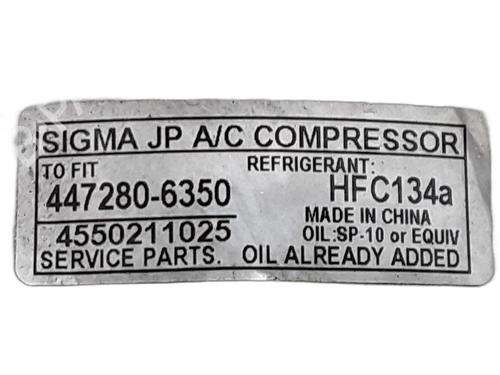 SIGMA JP A/C COMPRESSOR
TO FIT
447280-6350
REFRIGERANT:
HFC134a
MADE IN CHINA
4550211025
OIL:SP-10 or EQUIV
SERVICE PARTS. OIL ALREADY ADDED